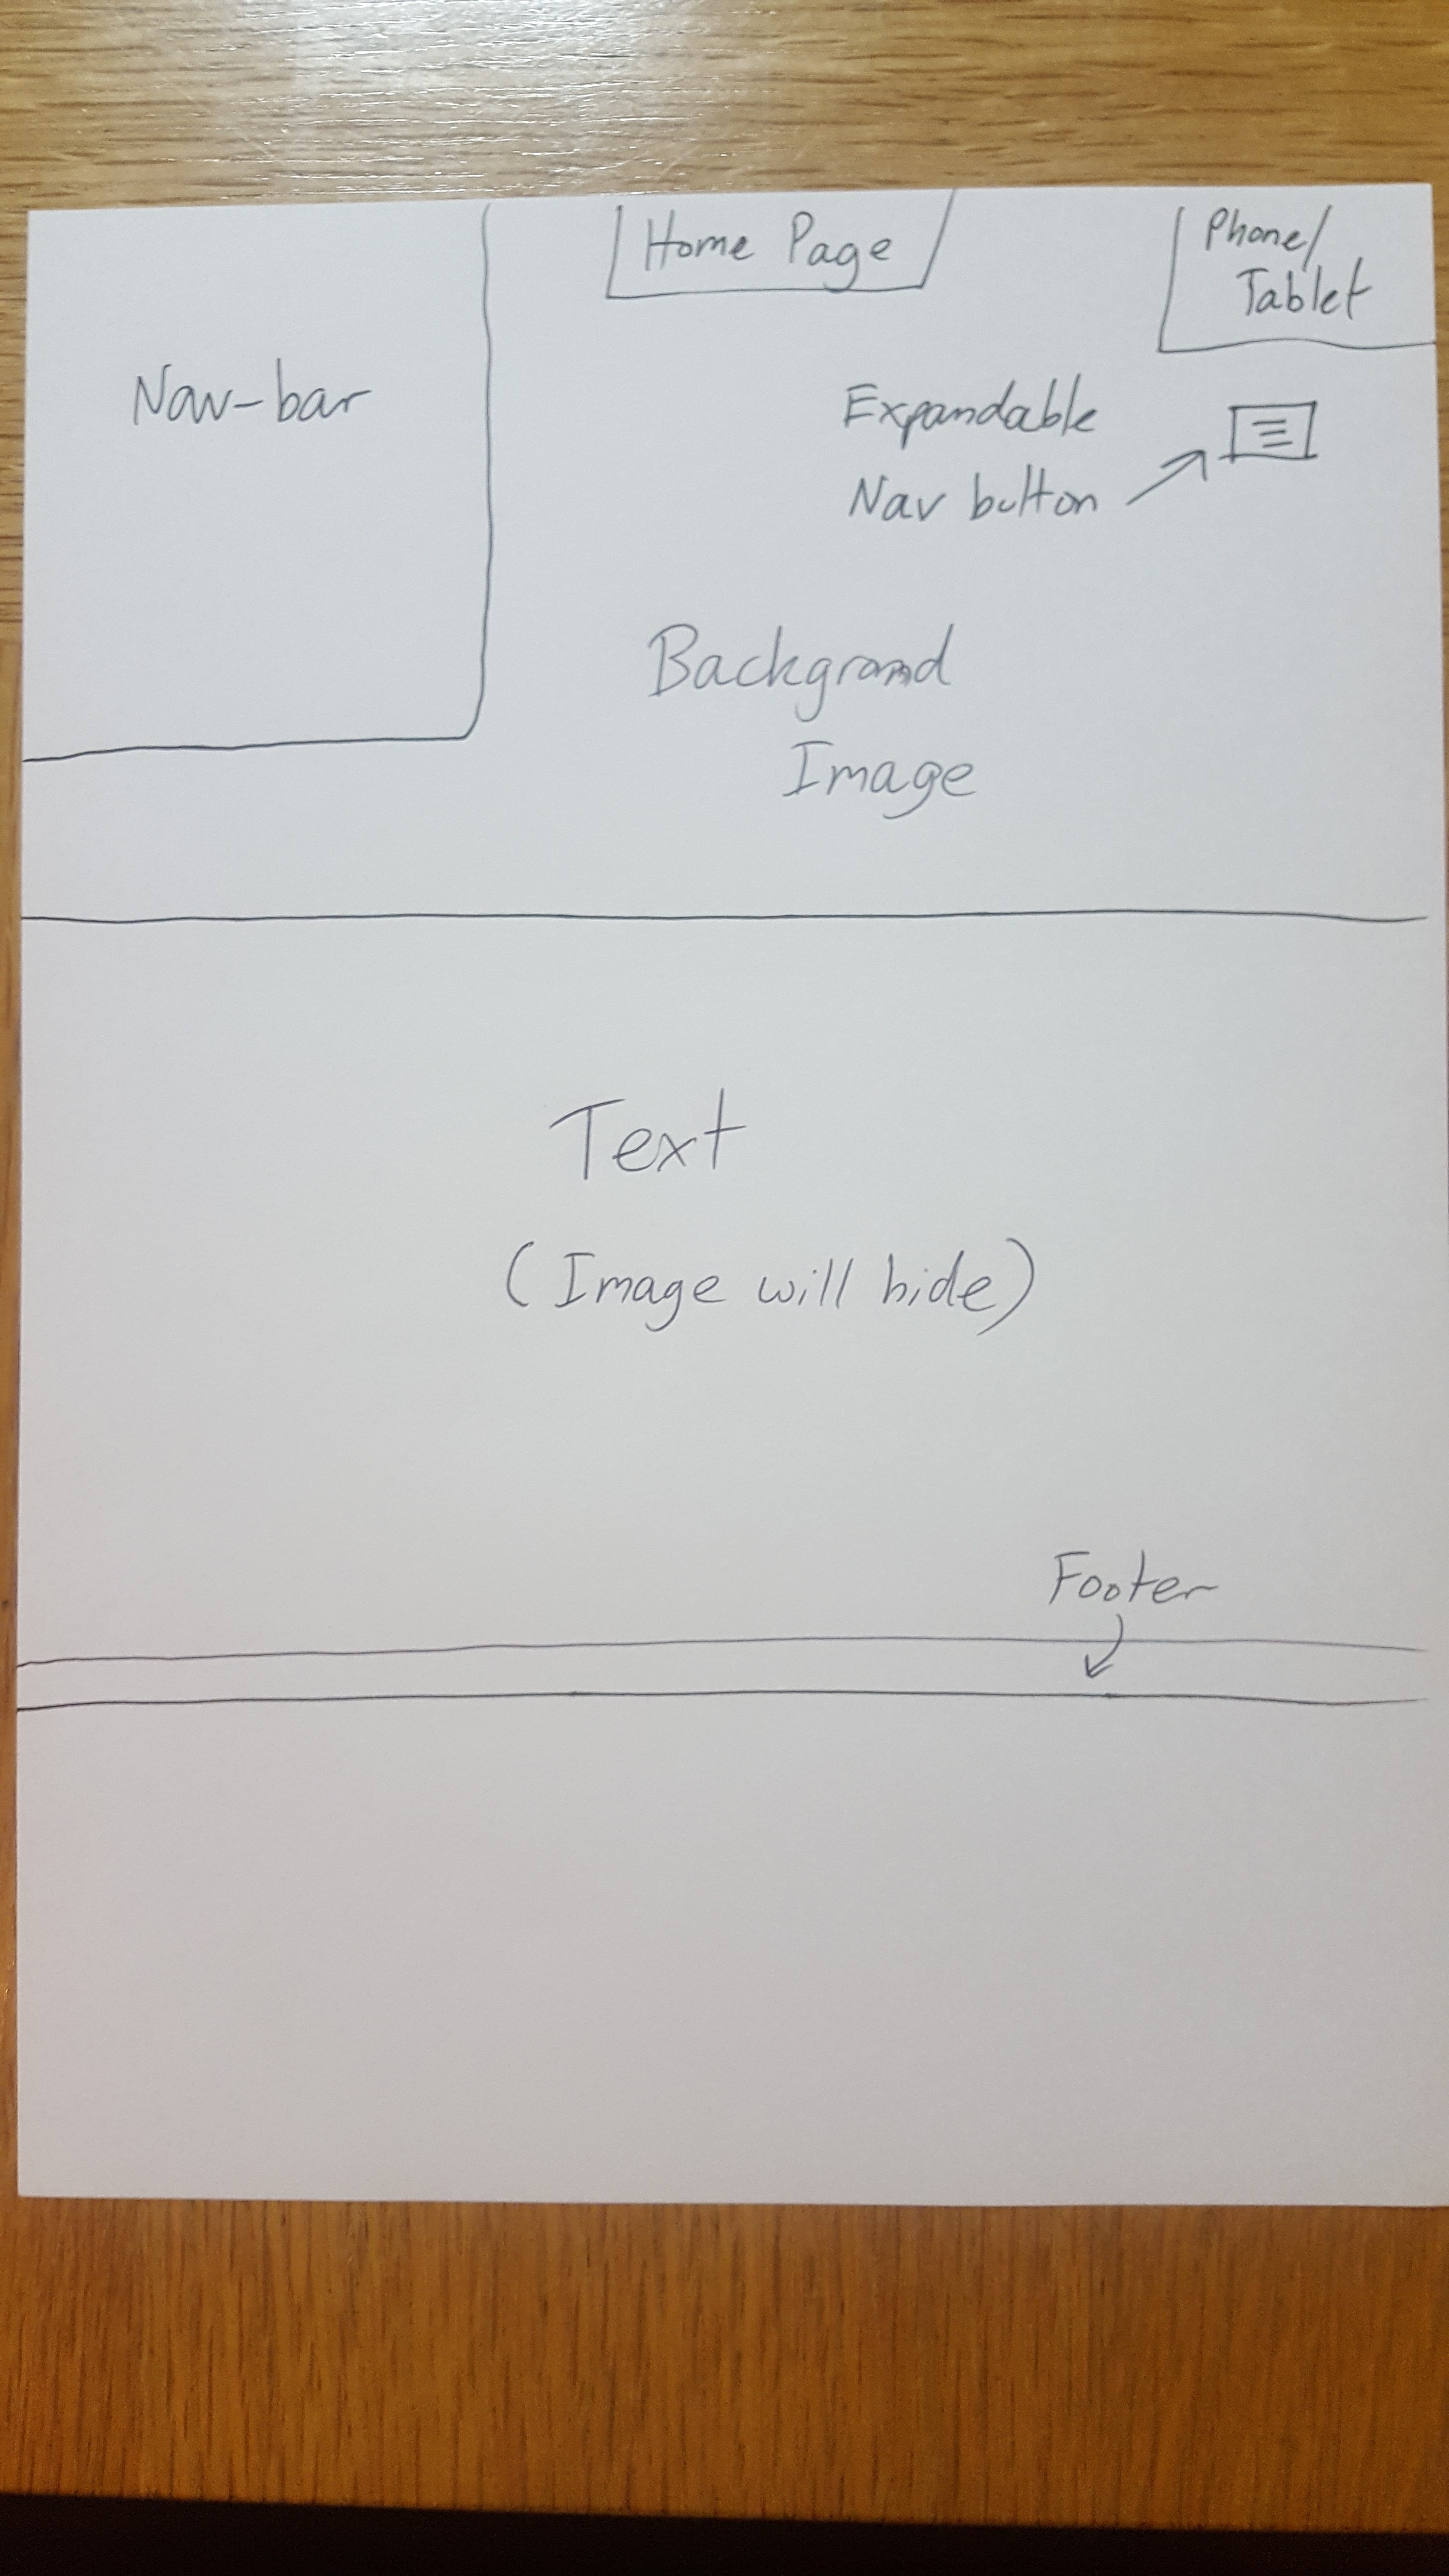 Home Page
Phone/
Tablet
Nav-bar
Expandable
Nav button
Background
Image
Text
(Image will hide)
Footer